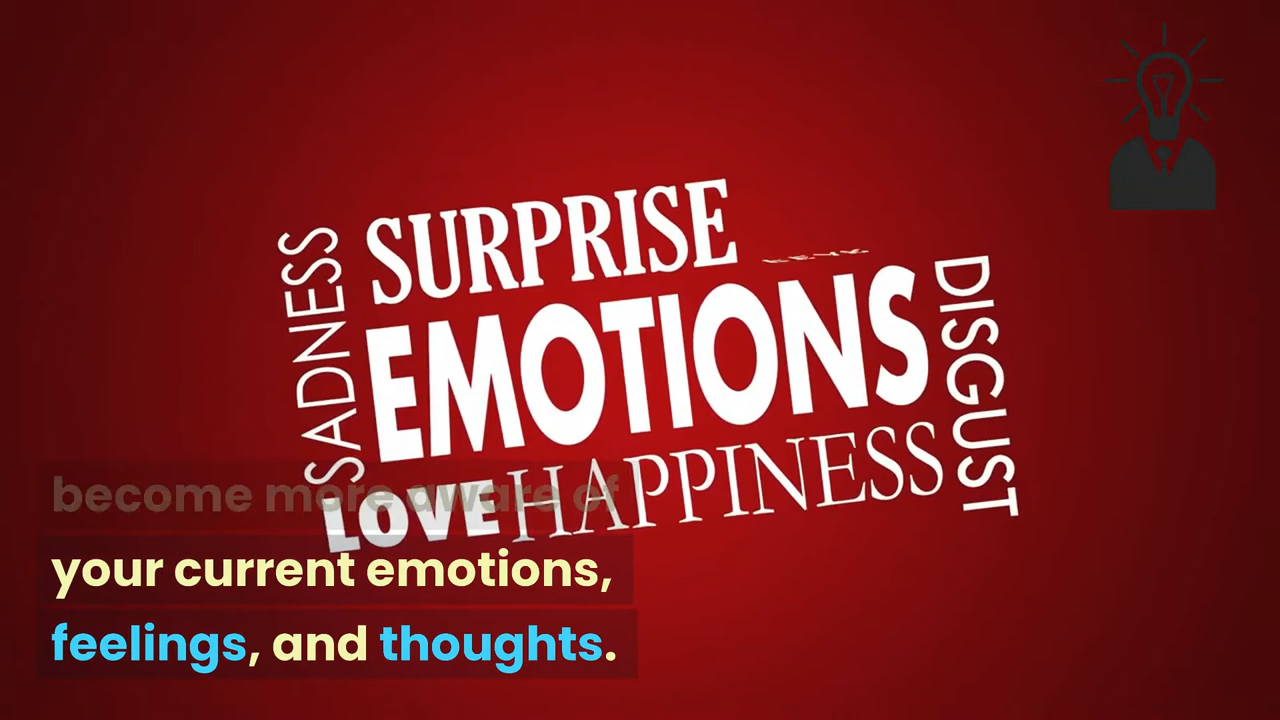 SADNESS
SURPRISE
EMOTIONS
DISGUST
LOVE HAPPINESS
become more aware of
your current emotions,
feelings, and thoughts.